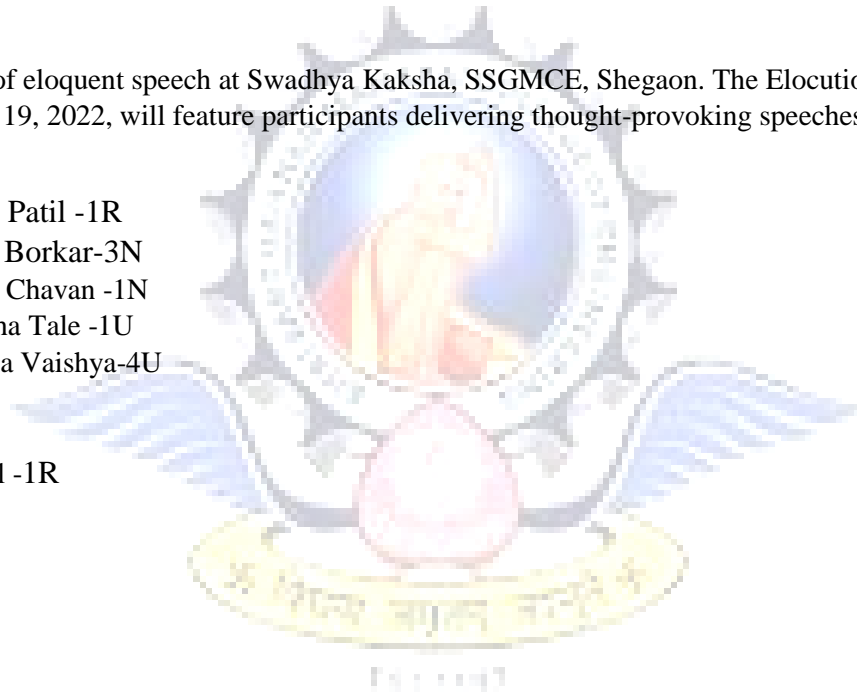 of eloquent speech at Swadhya Kaksha, SSGMCE, Shegaon. The Elocutio
19, 2022, will feature participants delivering thought-provoking speeches
Patil -1R
Borkar-3N
Chavan -1N
na Tale -1U
a Vaishya-4U
-1R